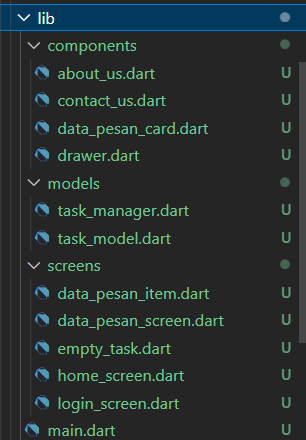 lib
components
about_us.dart U
contact_us.dart U
data_pesan_card.dart U
drawer.dart U
models
task_manager.dart U
task_model.dart U
screens
data_pesan_item.dart U
data_pesan_screen.dart U
empty_task.dart U
home_screen.dart U
login_screen.dart U
main.dart U